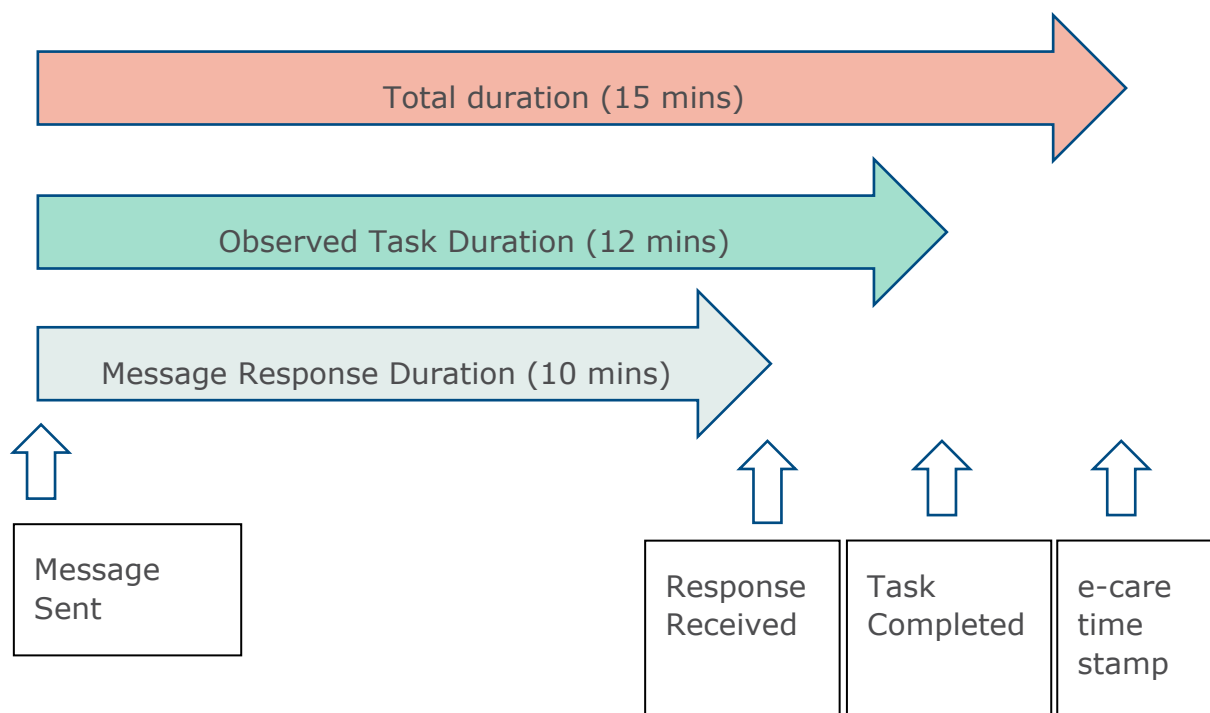 Total duration (15 mins)
Observed Task Duration (12 mins)
Message Response Duration (10 mins)
Message
Sent
Response
Received
Task
Completed
e-care
time
stamp